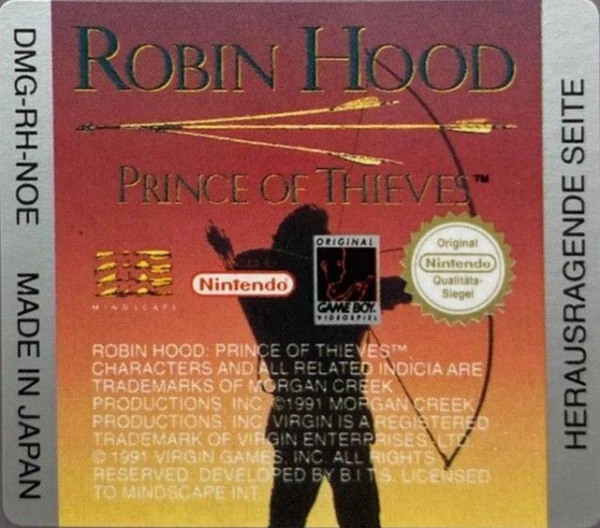 DMG-RH-NOE MADE IN JAPAN
ROBIN HOOD
PRINCE OF THIEVES™
MINDSCAPE
Nintendo
ORIGINAL
GAME BOY
VIDEOSPIEL
Original
Nintendo
Qualitäts-
Siegel
ROBIN HOOD: PRINCE OF THIEVES™
CHARACTERS AND ALL RELATED INDICIA ARE
TRADEMARKS OF MORGAN CREEK
PRODUCTIONS, INC. ©1991 MORGAN CREEK
PRODUCTIONS, INC. VIRGIN IS A REGISTERED
TRADEMARK OF VIRGIN ENTERPRISES, LTD.
© 1991 VIRGIN GAMES, INC. ALL RIGHTS
RESERVED. DEVELOPED BY B.I.T.S. LICENSED
TO MINDSCAPE INT.
HERAUSRAGENDE SEITE